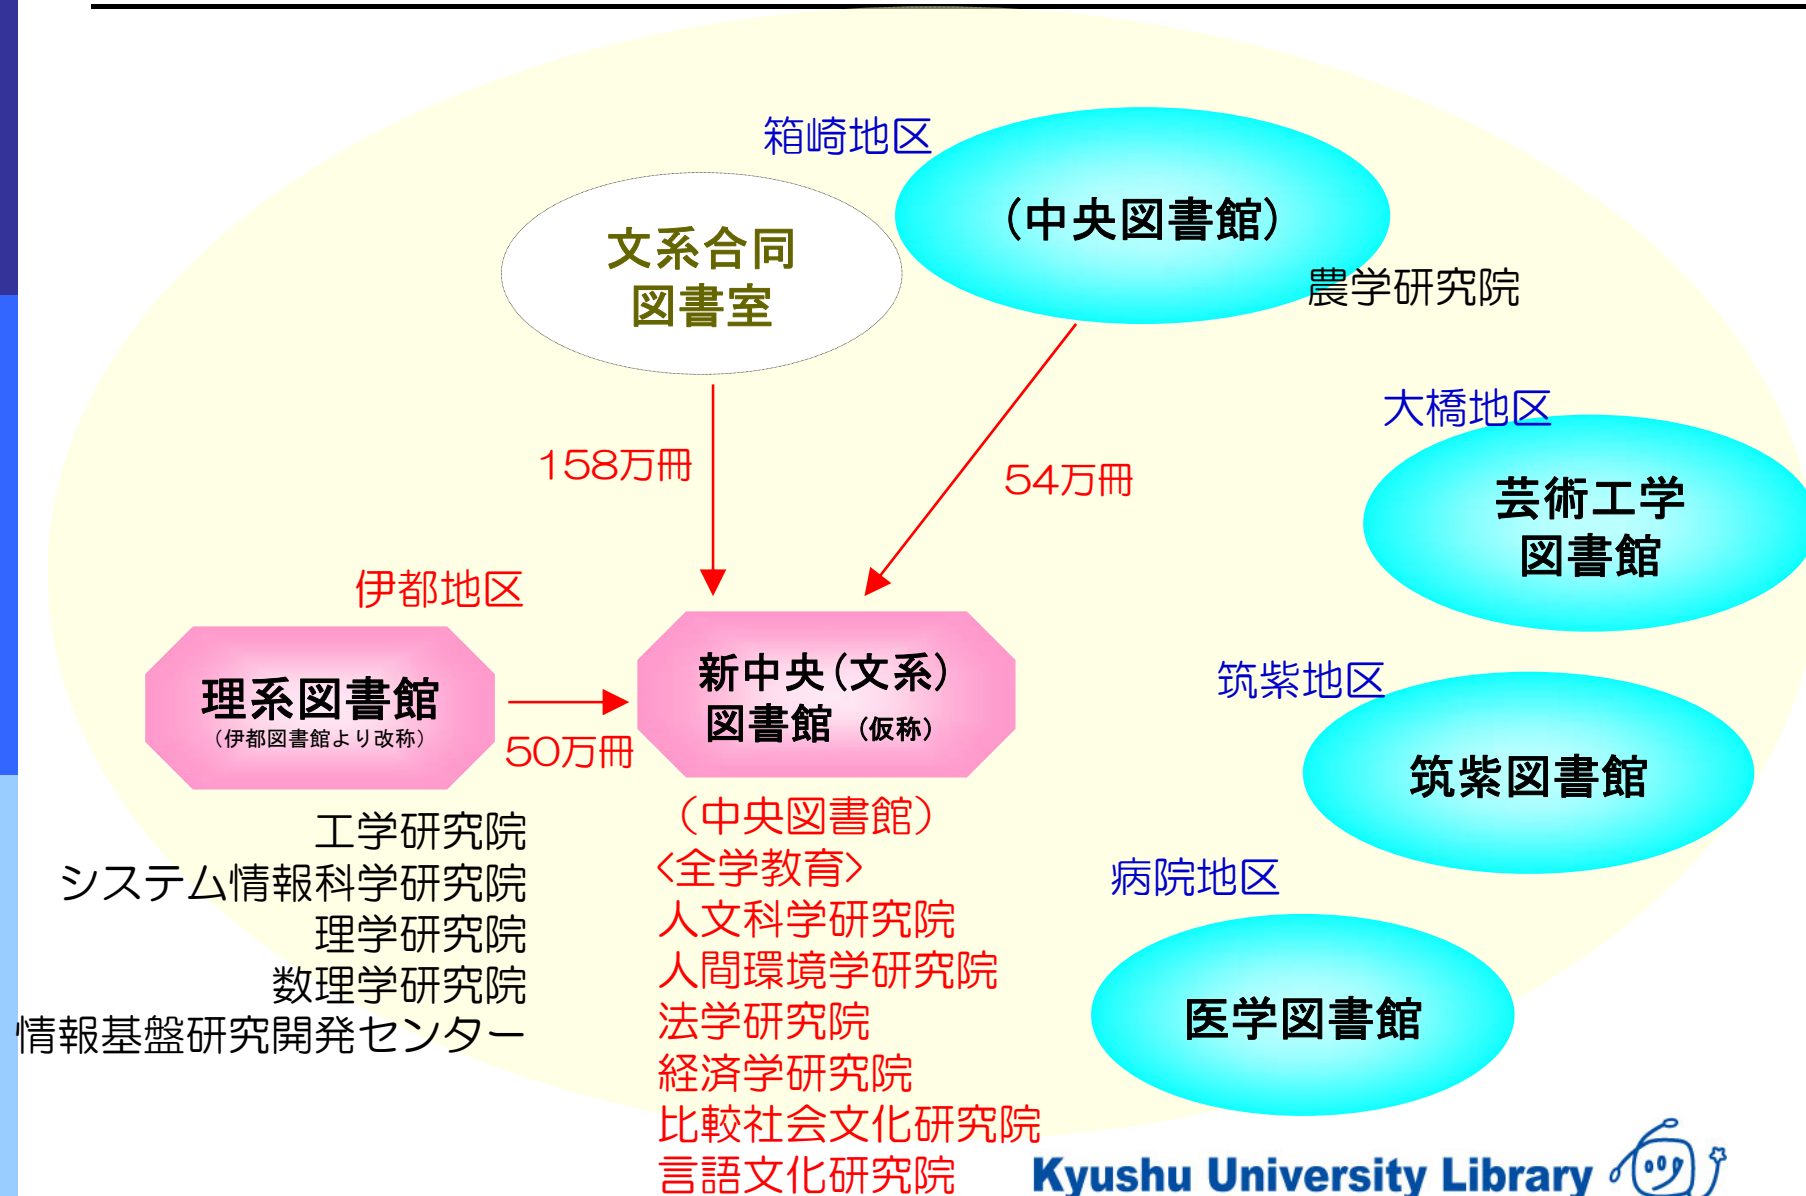 箱崎地区
(中央図書館)
農学研究院
文系合同
図書室
158万冊
54万冊
大橋地区
芸術工学
図書館
伊都地区
理系図書館
(伊都図書館より改称)
50万冊
新中央(文系)
図書館 (仮称)
筑紫地区
筑紫図書館
工学研究院
システム情報科学研究院
理学研究院
数理学研究院
情報基盤研究開発センター
(中央図書館)
<全学教育>
人文科学研究院
人間環境学研究院
法学研究院
経済学研究院
比較社会文化研究院
言語文化研究院
病院地区
医学図書館
Kyushu University Library